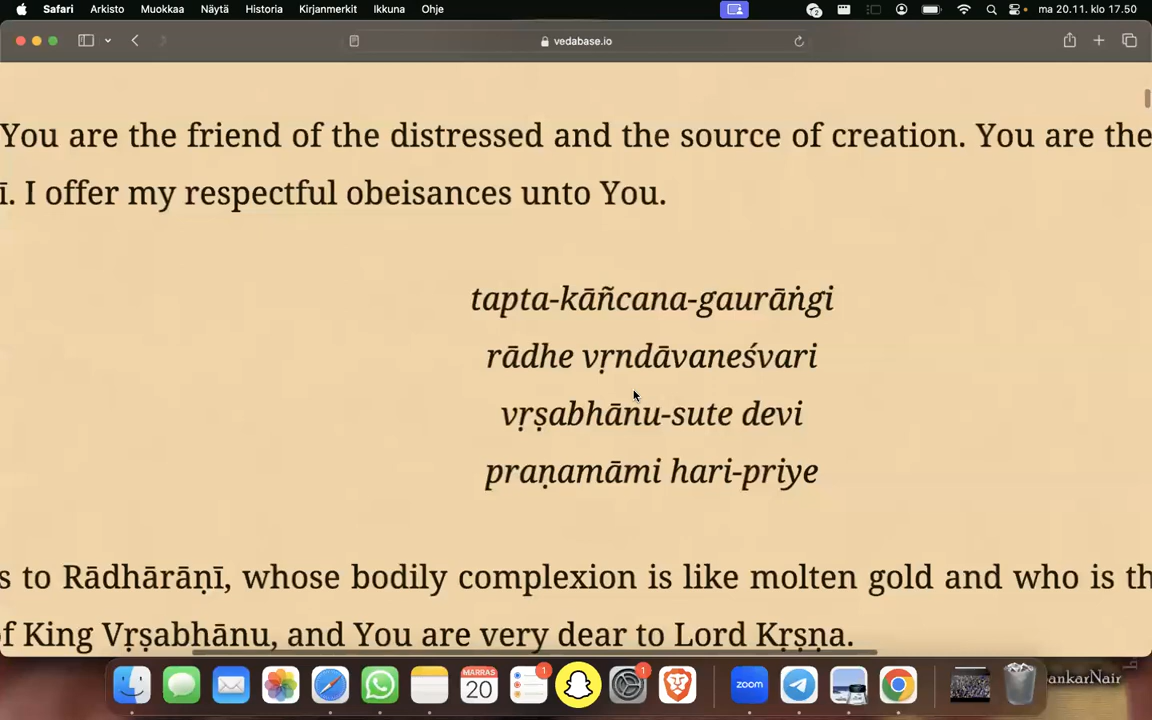 Safari Arkisto Muokkaa Näytä Historia Kirjanmerkit Ikkuna Ohje ma 20.11. klo 17.50
vedabase.io
You are the friend of the distressed and the source of creation. You are the
ī. I offer my respectful obeisances unto You.
tapta-kāñcana-gaurāṅgi
rādhe vṛndāvaneśvari
vṛṣabhānu-sute devi
praṇamāmi hari-priye
s to Rādhārāṇī, whose bodily complexion is like molten gold and who is th
of King Vṛṣabhānu, and You are very dear to Lord Kṛṣṇa.
MARRAS
20
1
1
zoom
ankarNair